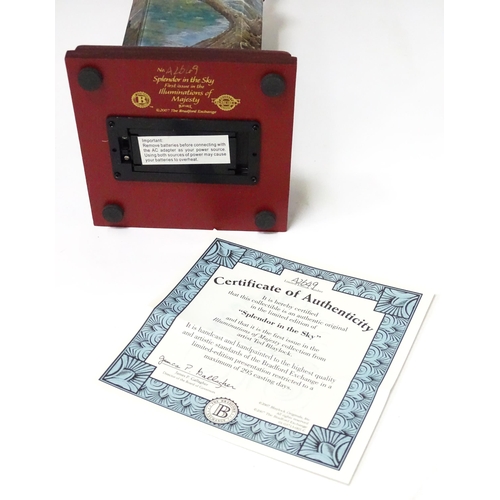 No. A2659
Splendor in the Sky
First issue in the
Illuminations of
Majesty
series
B
©2007 The Bradford Exchange
Important:
Remove batteries before connecting with
the AC adapter as your power source.
Using both sources of power may cause
your batteries to overheat.
Certificate of Authenticity
It is hereby certified
that this collectible is an authentic original
in the limited edition of
"Splendor in the Sky"
and that it is the first issue in the
Illuminations of Majesty collection from
artist Ted Blaylock.
It is handcast and handpainted in the highest quality
and artistic standards of the Bradford Exchange in a
limited-edition presentation restricted to a
maximum of 295 casting days.
James P. Gallagher
B